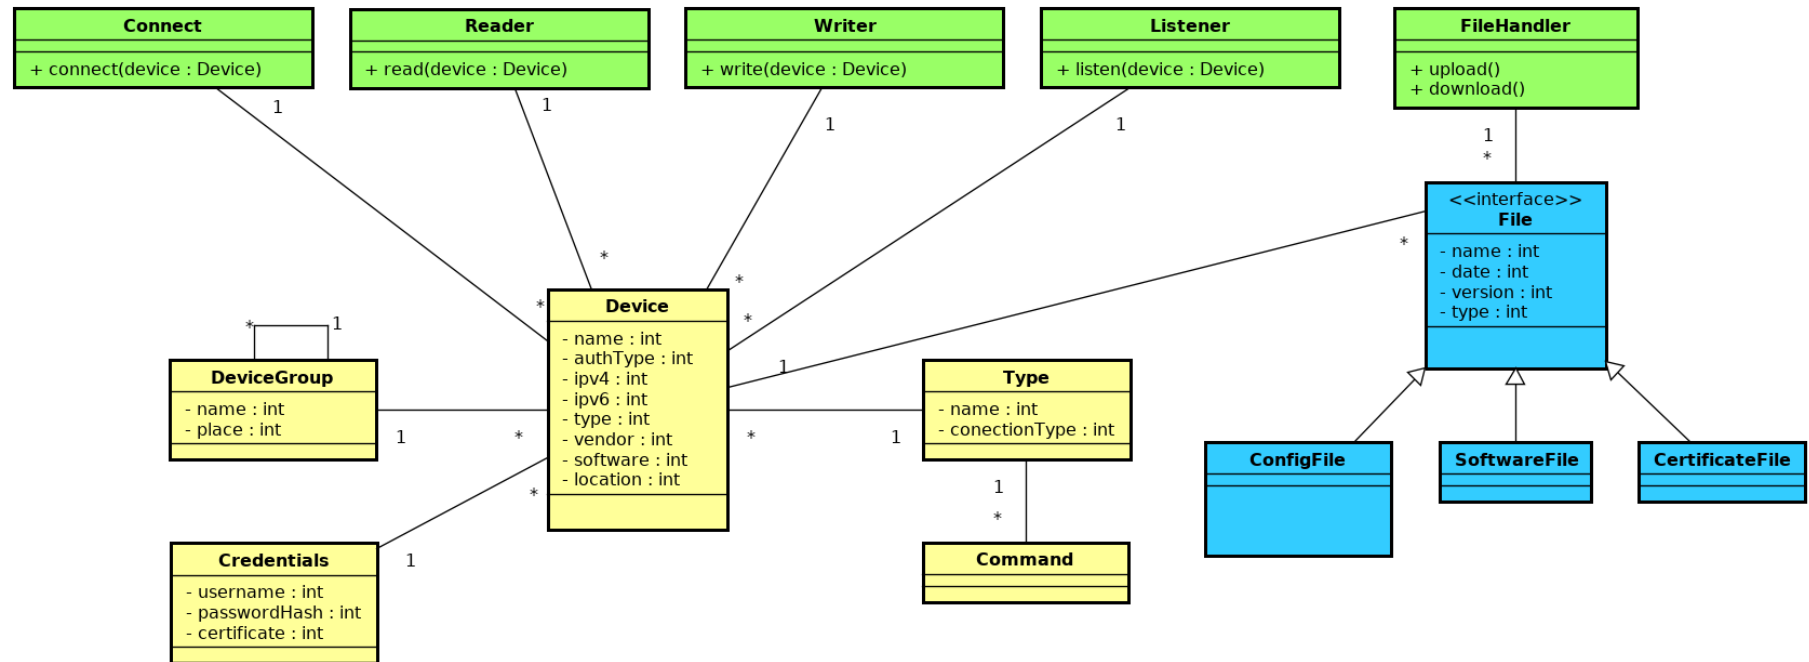 Connect
+ connect(device : Device)
1
Reader
+ read(device : Device)
1
Writer
+ write(device : Device)
1
Listener
+ listen(device : Device)
1
FileHandler
+ upload()
+ download()
1
*
<<interface>>
File
- name : int
- date : int
- version : int
- type : int
*
*
*
*
*
1
Device
- name : int
- authType : int
- ipv4 : int
- ipv6 : int
- type : int
- vendor : int
- software : int
- location : int
* 1
DeviceGroup
- name : int
- place : int
1 *
Type
- name : int
- conectionType : int
* 1
1
*
Command
* 1
Credentials
- username : int
- passwordHash : int
- certificate : int
ConfigFile
SoftwareFile
CertificateFile